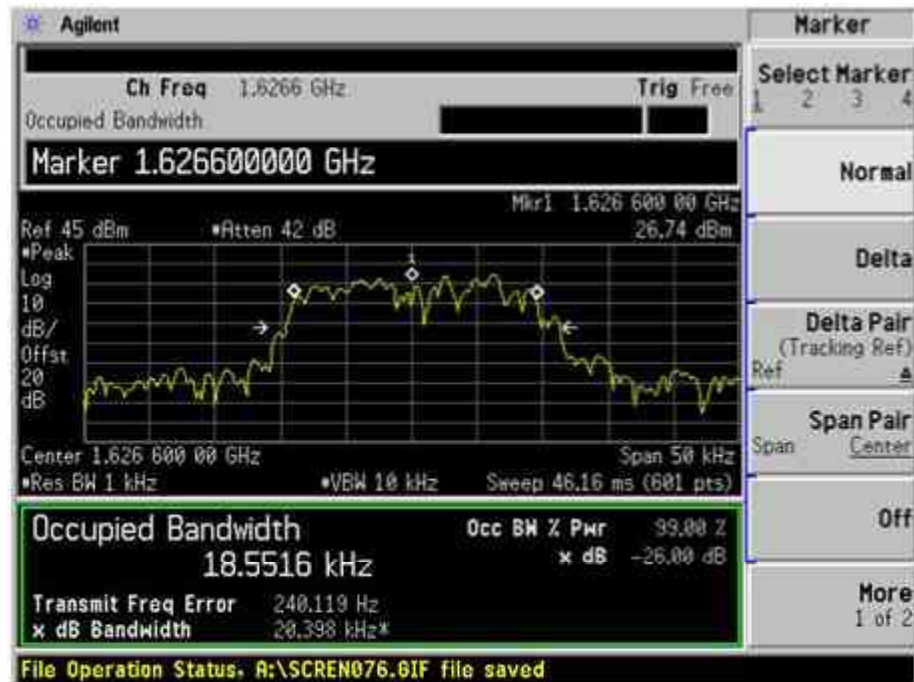 Agilent
Marker
Ch Freq 1.6266 GHz Trig Free
Occupied Bandwidth
Select Marker
1 2 3 4
Marker 1.626600000 GHz
Normal
Mkr1 1.626 600 00 GHz
Ref 45 dBm *Atten 42 dB 26.74 dBm
*Peak
Log
10
dB/
Offst
20
dB
1
Delta
Delta Pair
(Tracking Ref)
Ref
Span Pair
Span Center
Center 1.626 600 00 GHz Span 50 kHz
*Res BW 1 kHz *VBW 10 kHz Sweep 46.16 ms (601 pts)
Off
Occupied Bandwidth Occ BW % Pwr 99.00 %
18.5516 kHz x dB -26.00 dB
Transmit Freq Error 240.119 Hz
x dB Bandwidth 20.398 kHz*
More
1 of 2
File Operation Status, A:\SCREN076.GIF file saved